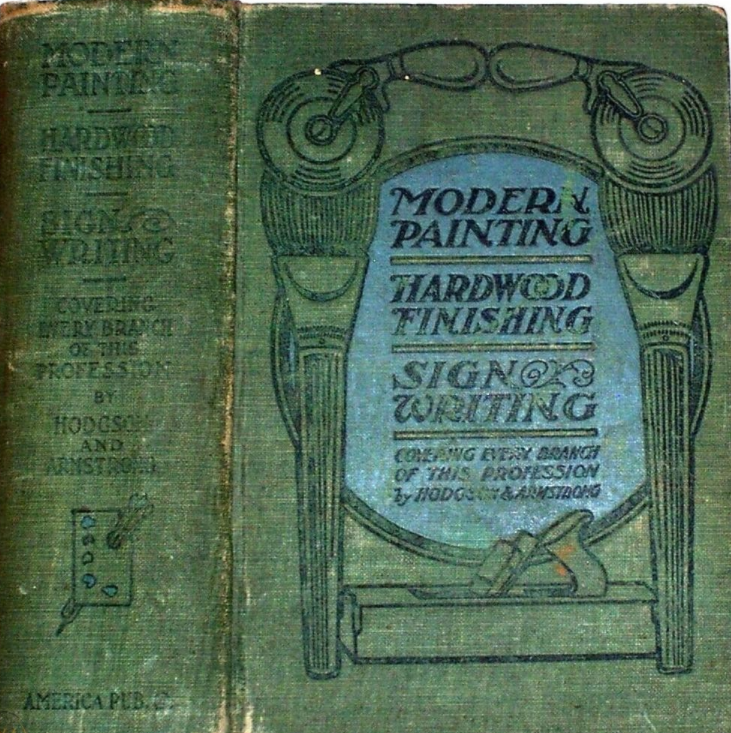 MODERN
PAINTING
HARDWOOD
FINISHING
SIGN
WRITING
COVERING
EVERY BRANCH
OF THIS
PROFESSION
BY
HODGSON
AND
ARMSTRONG
AMERICA PUB. CO.
MODERN
PAINTING
HARDWOOD
FINISHING
SIGN
WRITING
COVERING EVERY BRANCH
OF THIS PROFESSION
by HODGSON & ARMSTRONG